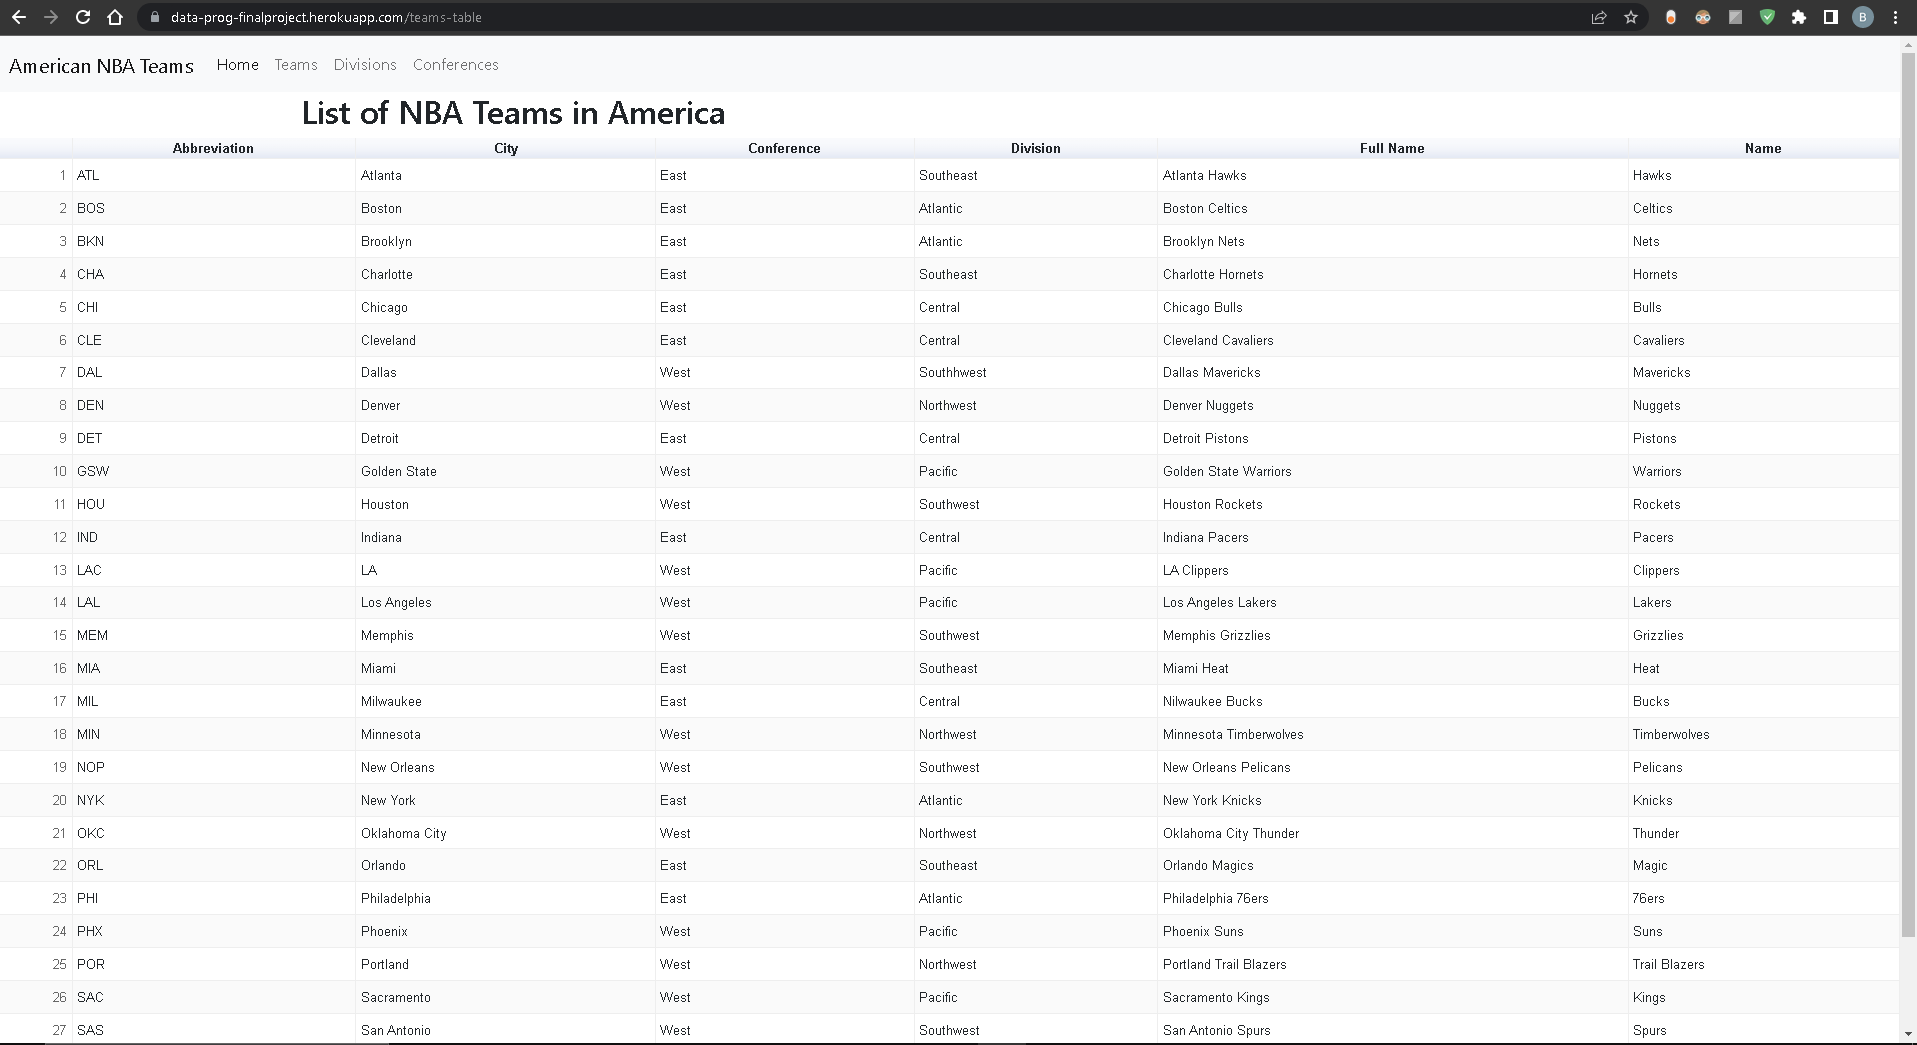 data-prog-finalproject.herokuapp.com/teams-table
B
American NBA Teams Home Teams Divisions Conferences
List of NBA Teams in America
Abbreviation City Conference Division Full Name Name
1 ATL Atlanta East Southeast Atlanta Hawks Hawks
2 BOS Boston East Atlantic Boston Celtics Celtics
3 BKN Brooklyn East Atlantic Brooklyn Nets Nets
4 CHA Charlotte East Southeast Charlotte Hornets Hornets
5 CHI Chicago East Central Chicago Bulls Bulls
6 CLE Cleveland East Central Cleveland Cavaliers Cavaliers
7 DAL Dallas West Southhwest Dallas Mavericks Mavericks
8 DEN Denver West Northwest Denver Nuggets Nuggets
9 DET Detroit East Central Detroit Pistons Pistons
10 GSW Golden State West Pacific Golden State Warriors Warriors
11 HOU Houston West Southwest Houston Rockets Rockets
12 IND Indiana East Central Indiana Pacers Pacers
13 LAC LA West Pacific LA Clippers Clippers
14 LAL Los Angeles West Pacific Los Angeles Lakers Lakers
15 MEM Memphis West Southwest Memphis Grizzlies Grizzlies
16 MIA Miami East Southeast Miami Heat Heat
17 MIL Milwaukee East Central Nilwaukee Bucks Bucks
18 MIN Minnesota West Northwest Minnesota Timberwolves Timberwolves
19 NOP New Orleans West Southwest New Orleans Pelicans Pelicans
20 NYK New York East Atlantic New York Knicks Knicks
21 OKC Oklahoma City West Northwest Oklahoma City Thunder Thunder
22 ORL Orlando East Southeast Orlando Magics Magic
23 PHI Philadelphia East Atlantic Philadelphia 76ers 76ers
24 PHX Phoenix West Pacific Phoenix Suns Suns
25 POR Portland West Northwest Portland Trail Blazers Trail Blazers
26 SAC Sacramento West Pacific Sacramento Kings Kings
27 SAS San Antonio West Southwest San Antonio Spurs Spurs